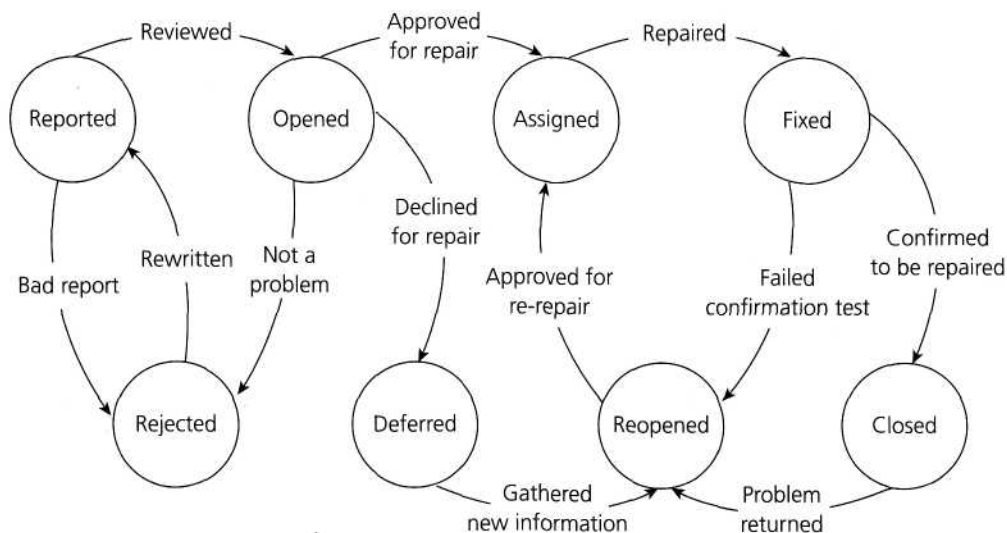 Reviewed
Approved
for repair
Repaired
Reported
Opened
Assigned
Fixed
Declined
for repair
Confirmed
to be repaired
Bad report
Rewritten
Not a
problem
Approved for
re-repair
Failed
confirmation test
Rejected
Deferred
Reopened
Closed
Gathered
new information
Problem
returned